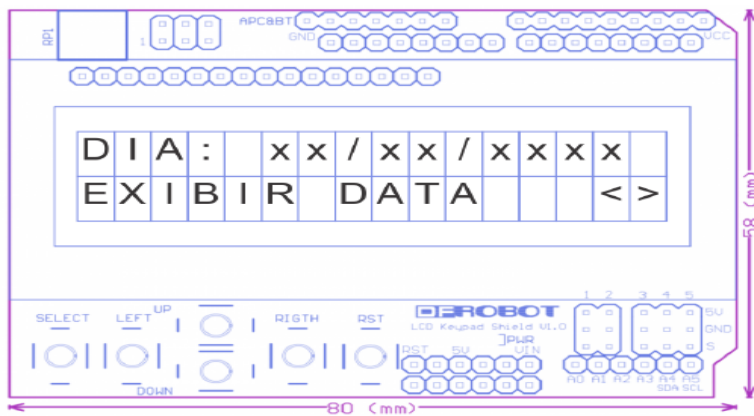 APC&BT
RP1
1
GND
VCC
DIA: xx/xx/xxxx
EXIBIR DATA <>
58 (mm)
1 2 3 4 5
SELECT LEFT UP RIGTH RST
DFROBOT
LCD Keypad Shield V1.0
PWR
RST 5V VIN
5V
GND
S
DOWN
A0 A1 A2 A3 A4 A5
SDA SCL
80 (mm)